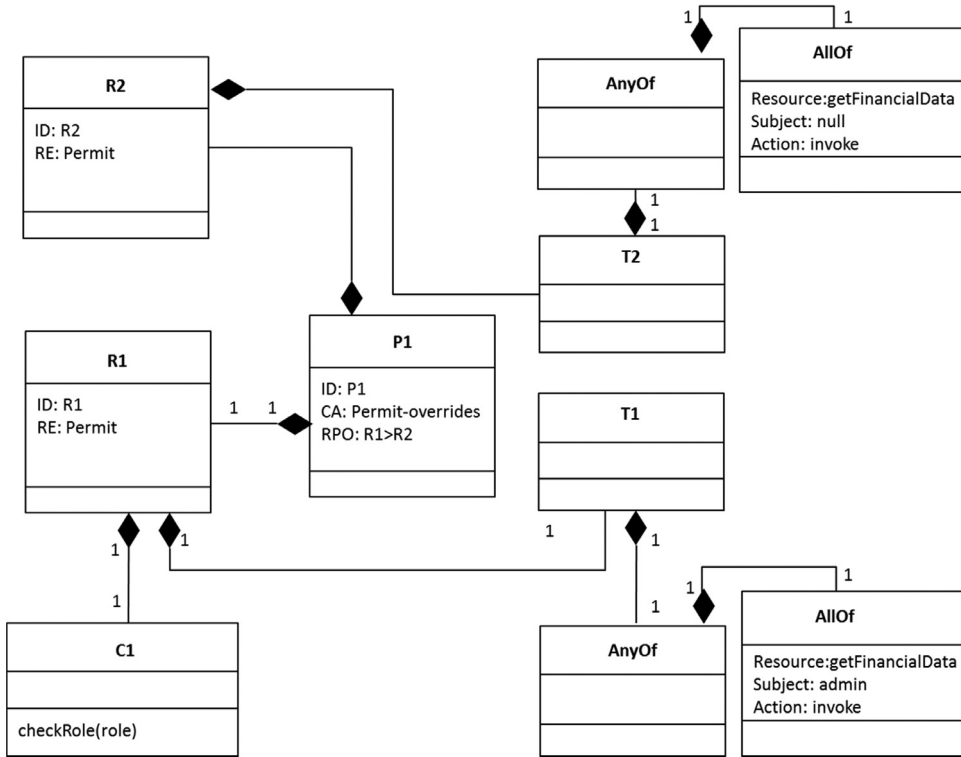 R2
ID: R2
RE: Permit
AnyOf
1
1
AllOf
Resource:getFinancialData
Subject: null
Action: invoke
1
1
T2
R1
ID: R1
RE: Permit
1
1
P1
ID: P1
CA: Permit-overrides
RPO: R1>R2
T1
1
1
1
1
1
C1
checkRole(role)
1
AnyOf
1
1
AllOf
Resource:getFinancialData
Subject: admin
Action: invoke